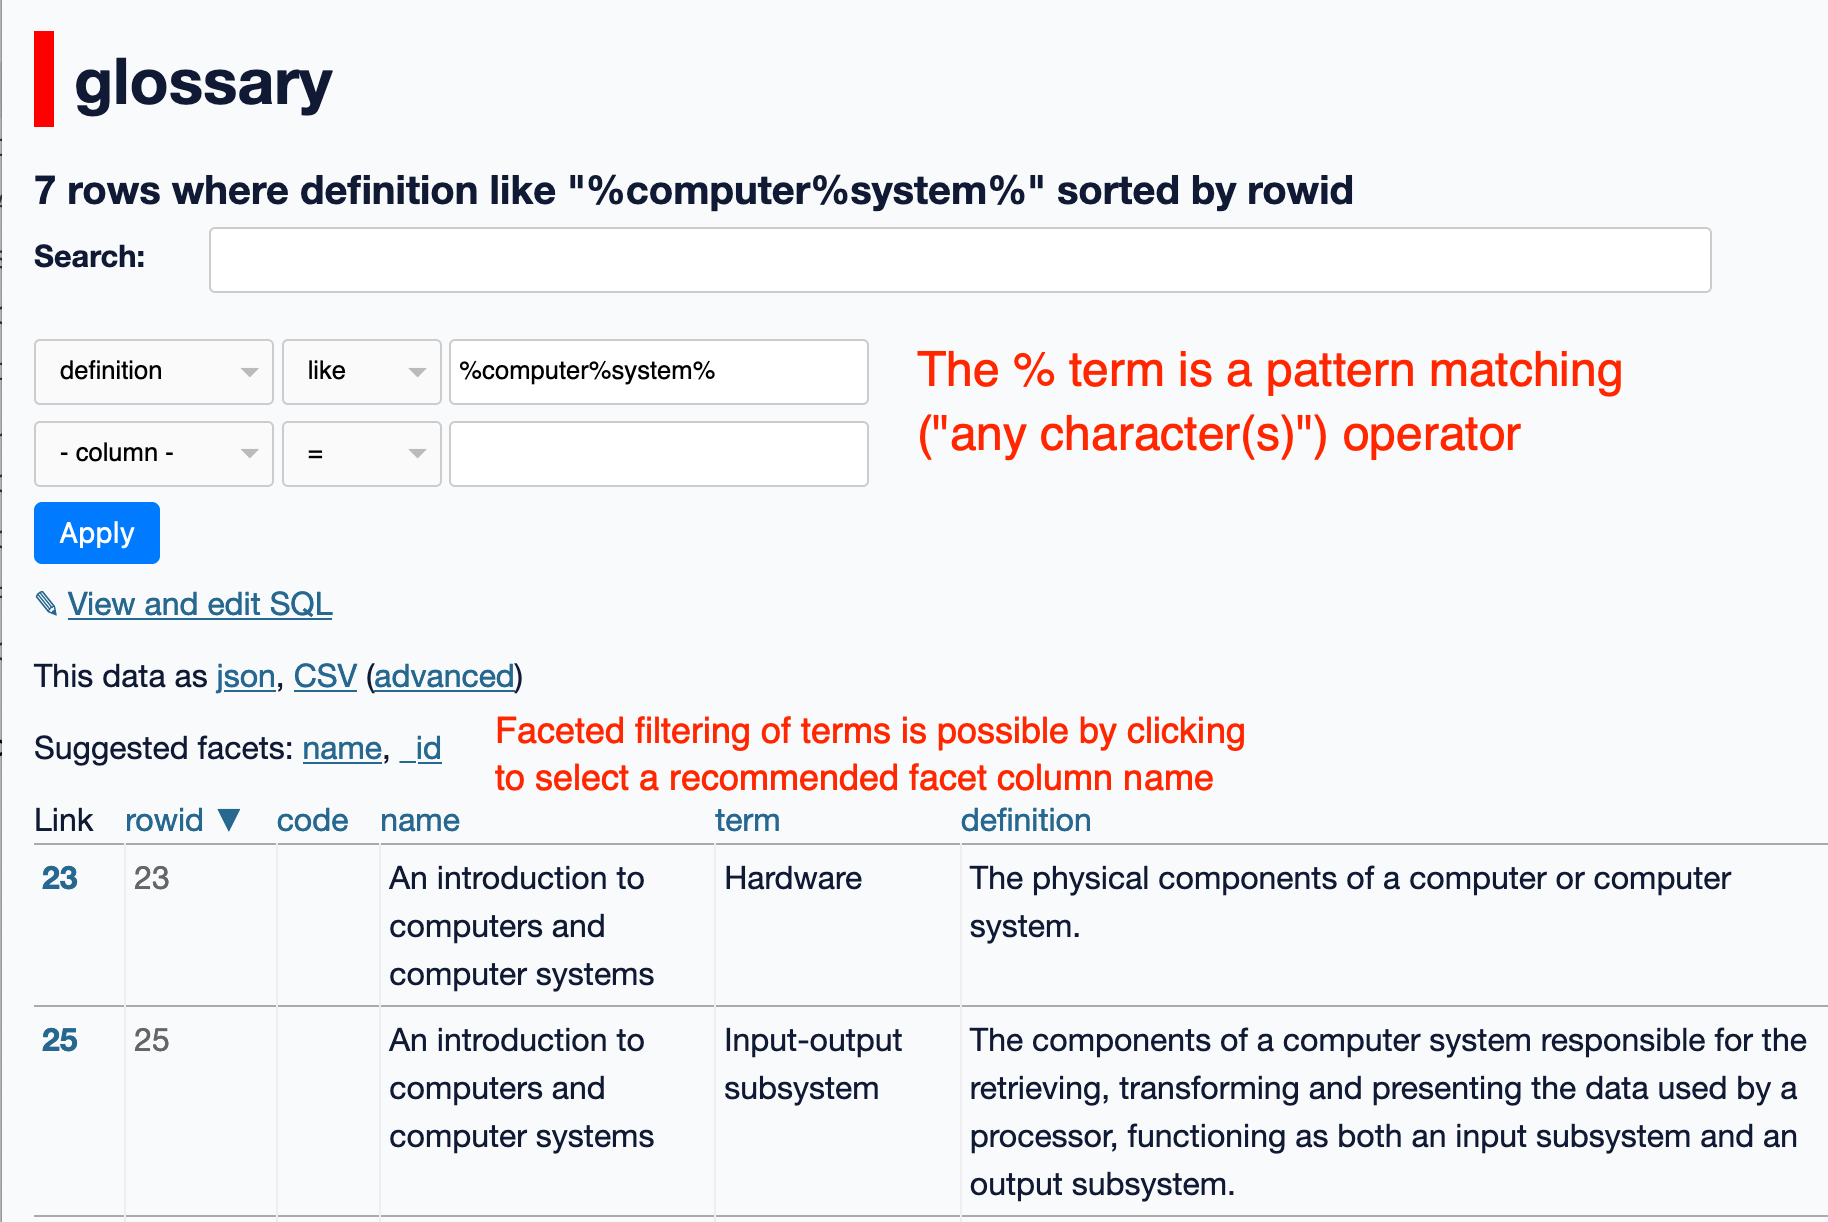 glossary
7 rows where definition like "%computer%system%" sorted by rowid
Search:
definition like %computer%system%
The % term is a pattern matching
("any character(s)") operator
- column - =
Apply
✎ View and edit SQL
This data as json, CSV (advanced)
Suggested facets: name, _id
Faceted filtering of terms is possible by clicking
to select a recommended facet column name
Link rowid ▼ code name term definition
23 23 An introduction to Hardware The physical components of a computer or computer
computers and system.
computer systems
25 25 An introduction to Input-output The components of a computer system responsible for the
computers and subsystem retrieving, transforming and presenting the data used by a
computer systems processor, functioning as both an input subsystem and an
output subsystem.